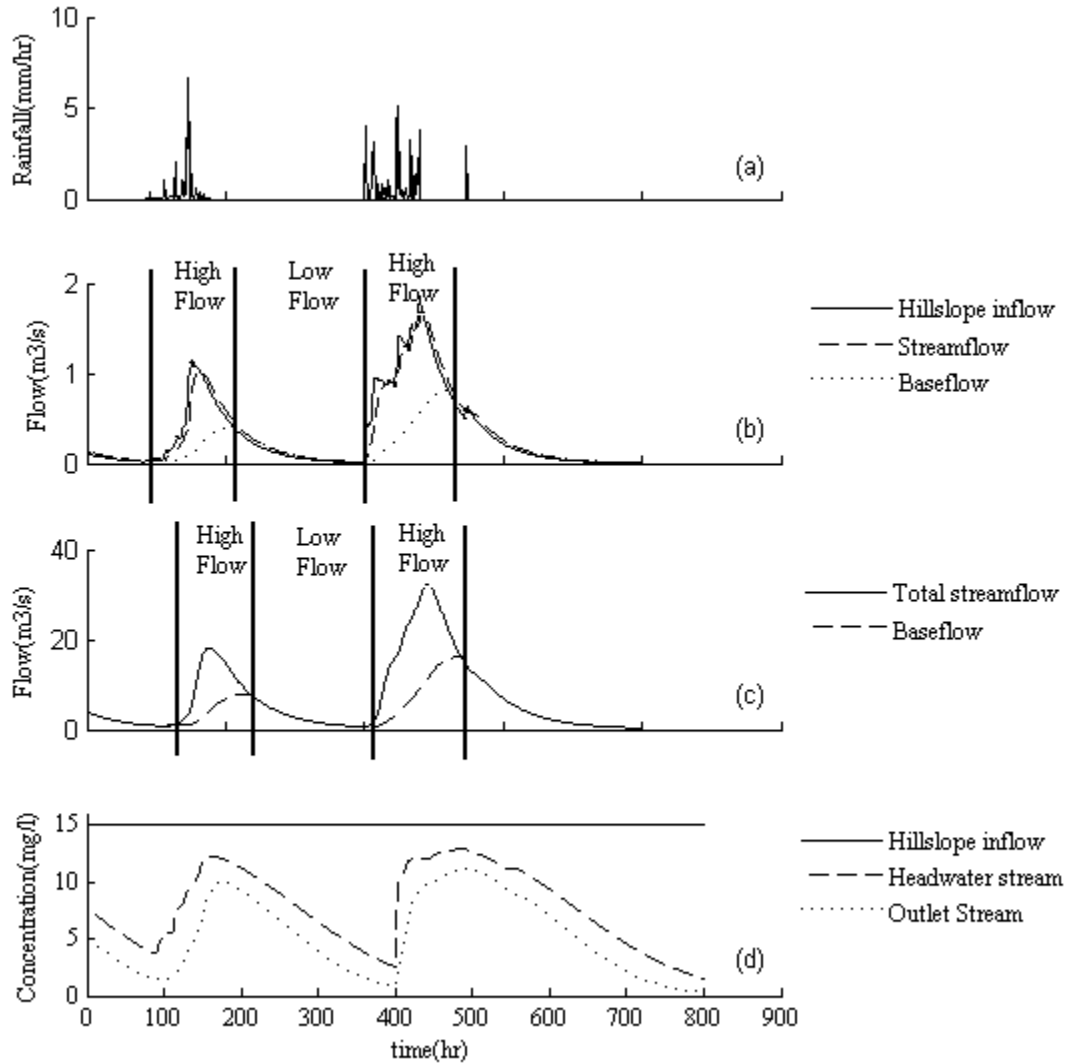 10
5
0
Rainfall(mm/hr)
(a)
High
Flow
Low
Flow
High
Flow
2
1
0
Flow(m3/s)
(b)
Hillslope inflow
Streamflow
Baseflow
High
Flow
Low
Flow
High
Flow
40
20
0
Flow(m3/s)
(c)
Total streamflow
Baseflow
15
10
5
0
Concentration(mg/l)
(d)
Hillslope inflow
Headwater stream
Outlet Stream
0 100 200 300 400 500 600 700 800 900
time(hr)